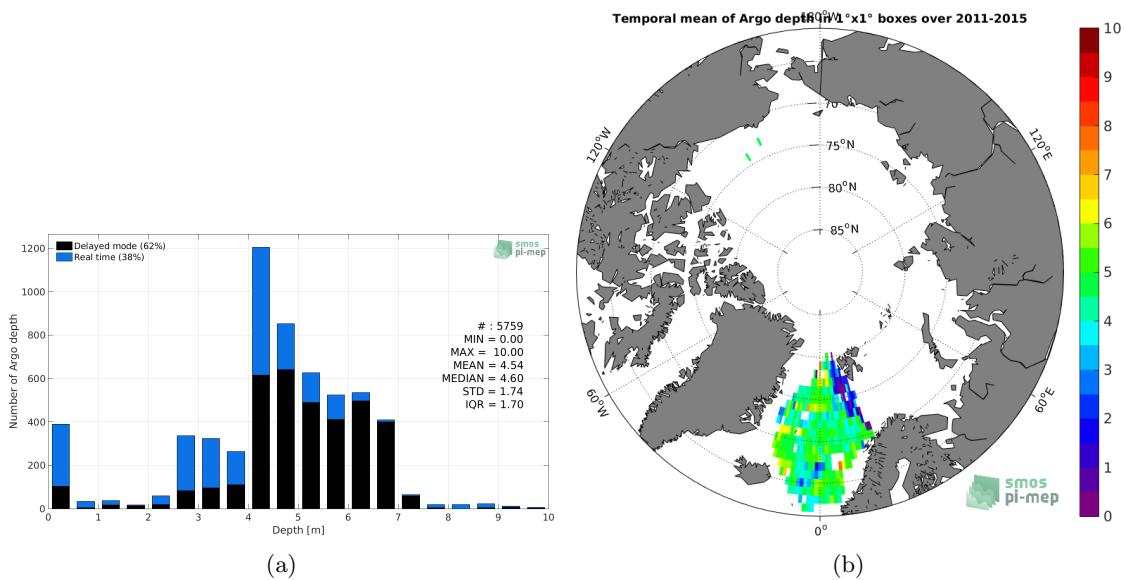 Delayed mode (62%)
Real time (38%)
smos
pi-mep
1200
1000
800
600
400
200
0
Number of Argo depth
# : 5759
MIN = 0.00
MAX = 10.00
MEAN = 4.54
MEDIAN = 4.60
STD = 1.74
IQR = 1.70
0 1 2 3 4 5 6 7 8 9 10
Depth [m]
(a)
Temporal mean of Argo depth in 1°x1° boxes over 2011-2015
180°W
120°W
120°E
60°W
60°E
0°
70°N
75°N
80°N
85°N
10
9
8
7
6
5
4
3
2
1
0
smos
pi-mep
(b)